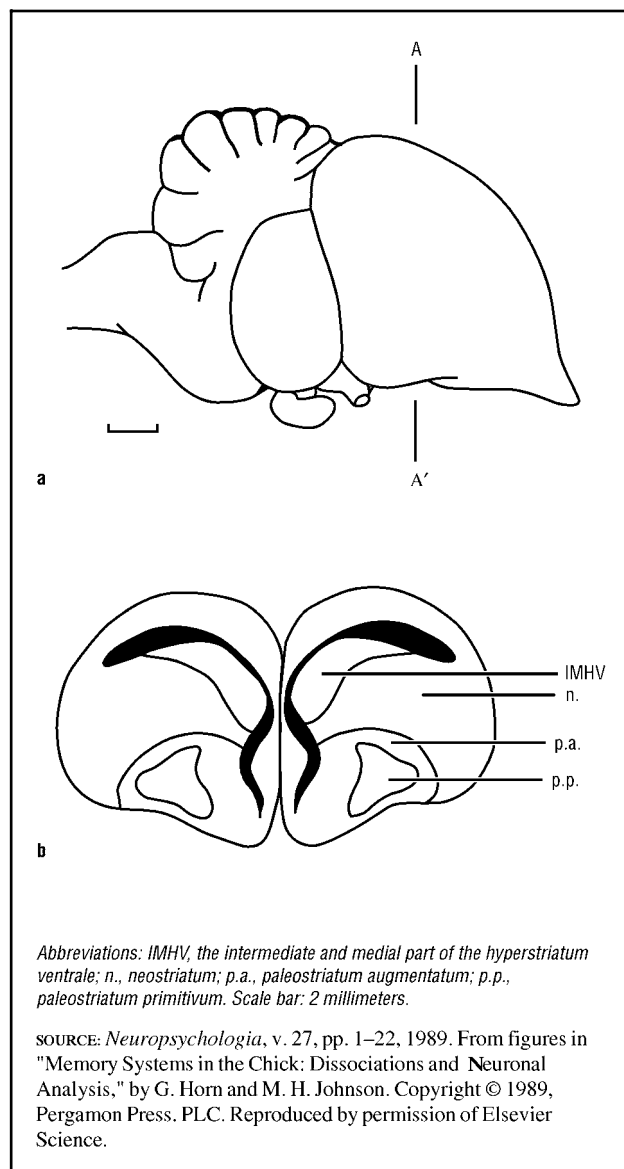 A
a
A′
IMHV
n.
p.a.
p.p.
b
Abbreviations: IMHV, the intermediate and medial part of the hyperstriatum
ventrale; n., neostriatum; p.a., paleostriatum augmentatum; p.p.,
paleostriatum primitivum. Scale bar: 2 millimeters.
SOURCE: Neuropsychologia, v. 27, pp. 1–22, 1989. From figures in
"Memory Systems in the Chick: Dissociations and Neuronal
Analysis," by G. Horn and M. H. Johnson. Copyright © 1989,
Pergamon Press. PLC. Reproduced by permission of Elsevier
Science.